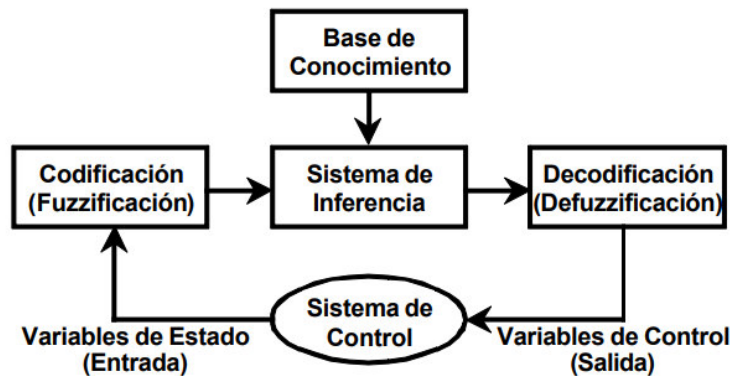 Base de
Conocimiento
Codificación
(Fuzzificación)
Sistema de
Inferencia
Decodificación
(Defuzzificación)
Sistema de
Control
Variables de Estado
(Entrada)
Variables de Control
(Salida)